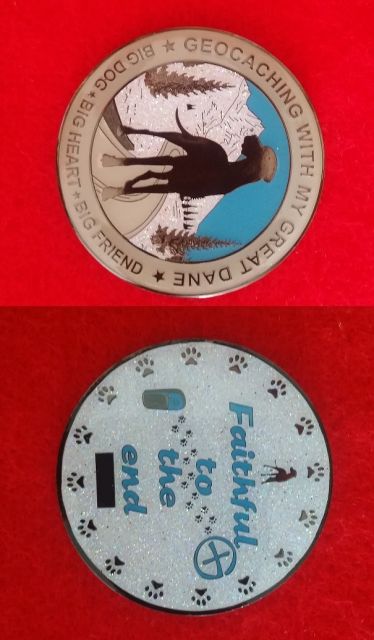 ★ GEOCACHING WITH MY GREAT DANE ★
BIG DOG ★ BIG HEART ★ BIG FRIEND
Faithful
to
the
end